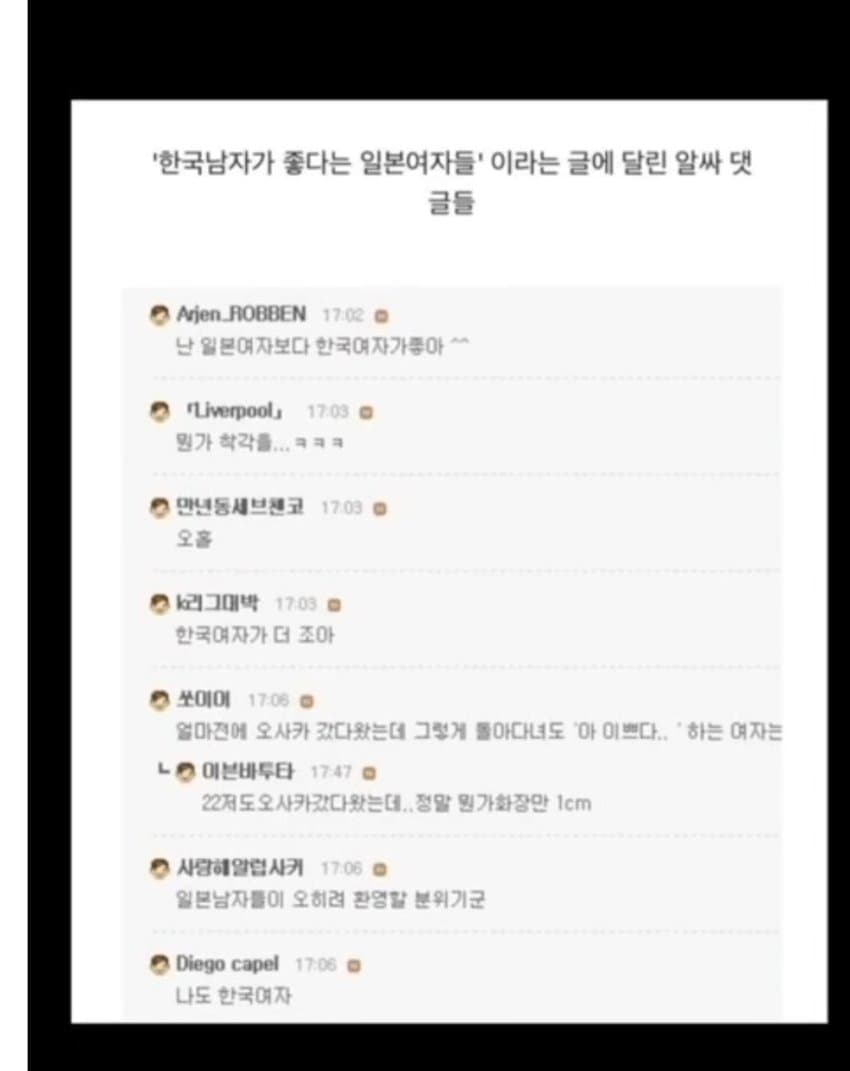 '한국남자가 좋다는 일본여자들' 이라는 글에 달린 알싸 댓
글들
Arjen_ROBBEN 17:02
난 일본여자보다 한국여자가좋아 ^^
『Liverpool』 17:03
뭔가 착각을...ㅋㅋㅋ
만년동셰브첸코 17:03
오홀
k리그대박 17:03
한국여자가 더 조아
쏘이이 17:06
얼마전에 오사카 갔다왔는데 그렇게 돌아다녀도 '아 이쁘다.. ' 하는 여자는
ㄴ 이븐바투타 17:47
22저도오사카갔다왔는데..정말 뭔가화장만 1cm
사랑해알럽사커 17:06
일본남자들이 오히려 환영할 분위기군
Diego capel 17:06
나도 한국여자